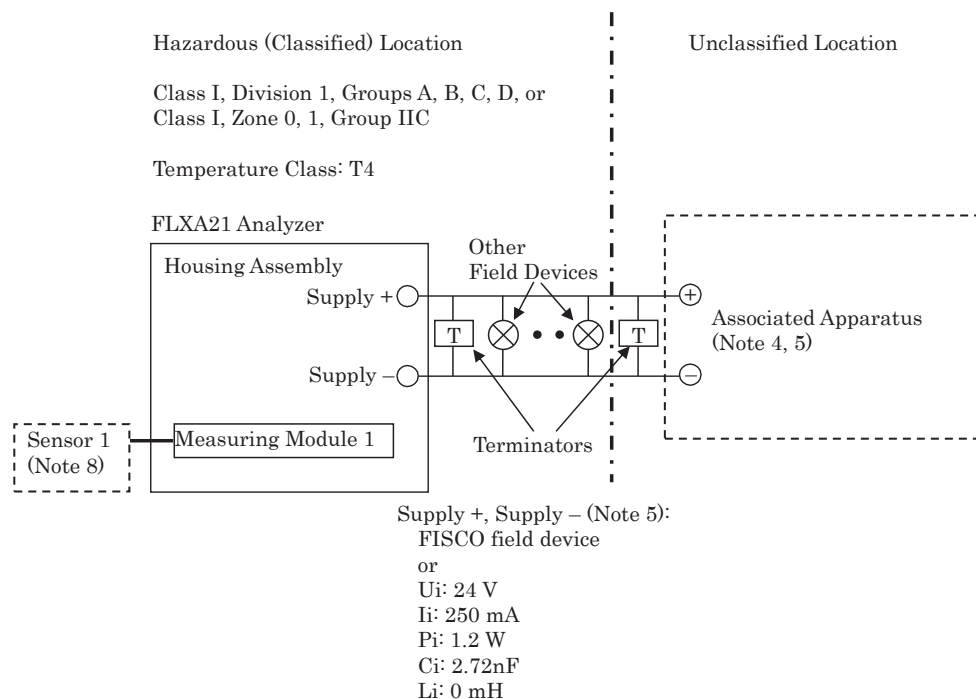 Hazardous (Classified) Location
Unclassified Location
Class I, Division 1, Groups A, B, C, D, or
Class I, Zone 0, 1, Group IIC
Temperature Class: T4
FLXA21 Analyzer
Housing Assembly
Other
Field Devices
Supply +
+
T
T
Associated Apparatus
(Note 4, 5)
Supply –
–
Sensor 1
(Note 8)
Measuring Module 1
Terminators
Supply +, Supply – (Note 5):
FISCO field device
or
Ui: 24 V
Ii: 250 mA
Pi: 1.2 W
Ci: 2.72nF
Li: 0 mH